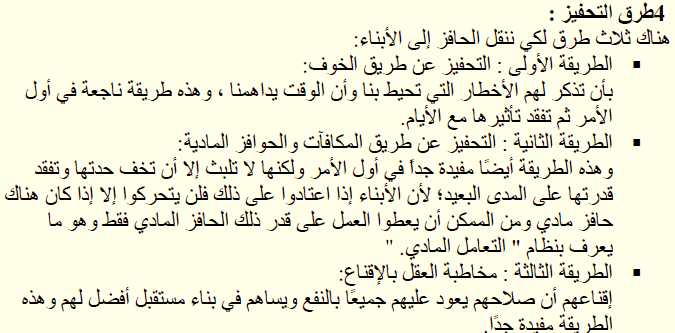 4طرق التحفيز :
هناك ثلاث طرق لكي ننقل الحافز إلى الأبناء:
▪ الطريقة الأولى : التحفيز عن طريق الخوف:
بأن تذكر لهم الأخطار التي تحيط بنا وأن الوقت يداهمنا ، وهذه طريقة ناجعة في أول
الأمر ثم تفقد تأثيرها مع الأيام.
▪ الطريقة الثانية : التحفيز عن طريق المكافآت والحوافز المادية:
وهذه الطريقة أيضًا مفيدة جداً في أول الأمر ولكنها لا تلبث إلا أن تخف حدتها وتفقد
قدرتها على المدى البعيد؛ لأن الأبناء إذا اعتادوا على ذلك فلن يتحركوا إلا إذا كان هناك
حافز مادي ومن الممكن أن يعطوا العمل على قدر ذلك الحافز المادي فقط وهو ما
يعرف بنظام " التعامل المادي. "
▪ الطريقة الثالثة : مخاطبة العقل بالإقناع:
إقناعهم أن صلاحهم يعود عليهم جميعًا بالنفع ويساهم في بناء مستقبل أفضل لهم وهذه
الطريقة مفيدة جدًا.